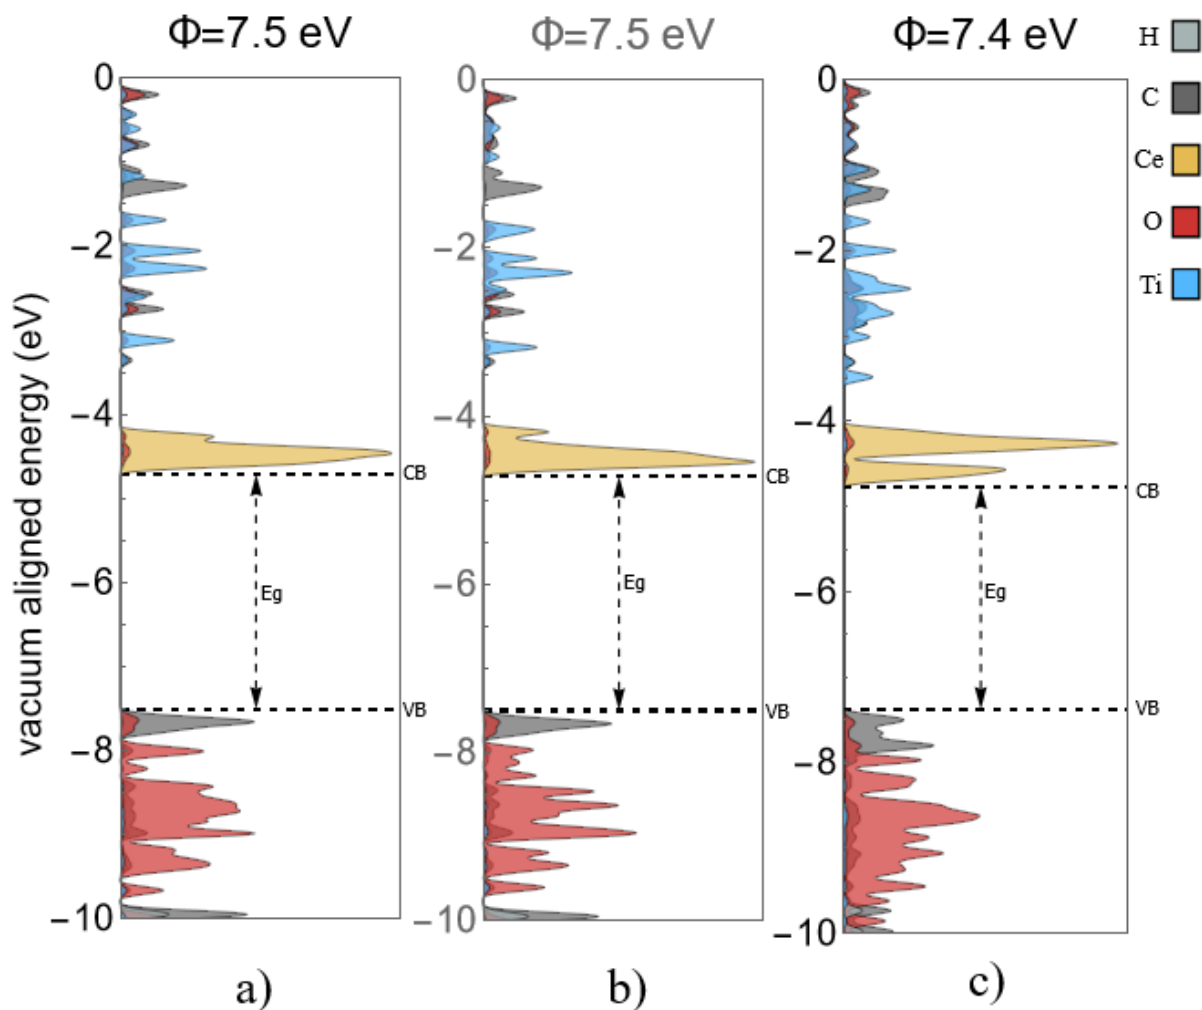 Φ=7.5 eV
Φ=7.5 eV
Φ=7.4 eV
H
C
Ce
O
Ti
vacuum aligned energy (eV)
0
−2
−4
−6
−8
−10
CB
Eg
VB
a)
0
−2
−4
−6
−8
−10
CB
Eg
VB
b)
0
−2
−4
−6
−8
−10
CB
Eg
VB
c)